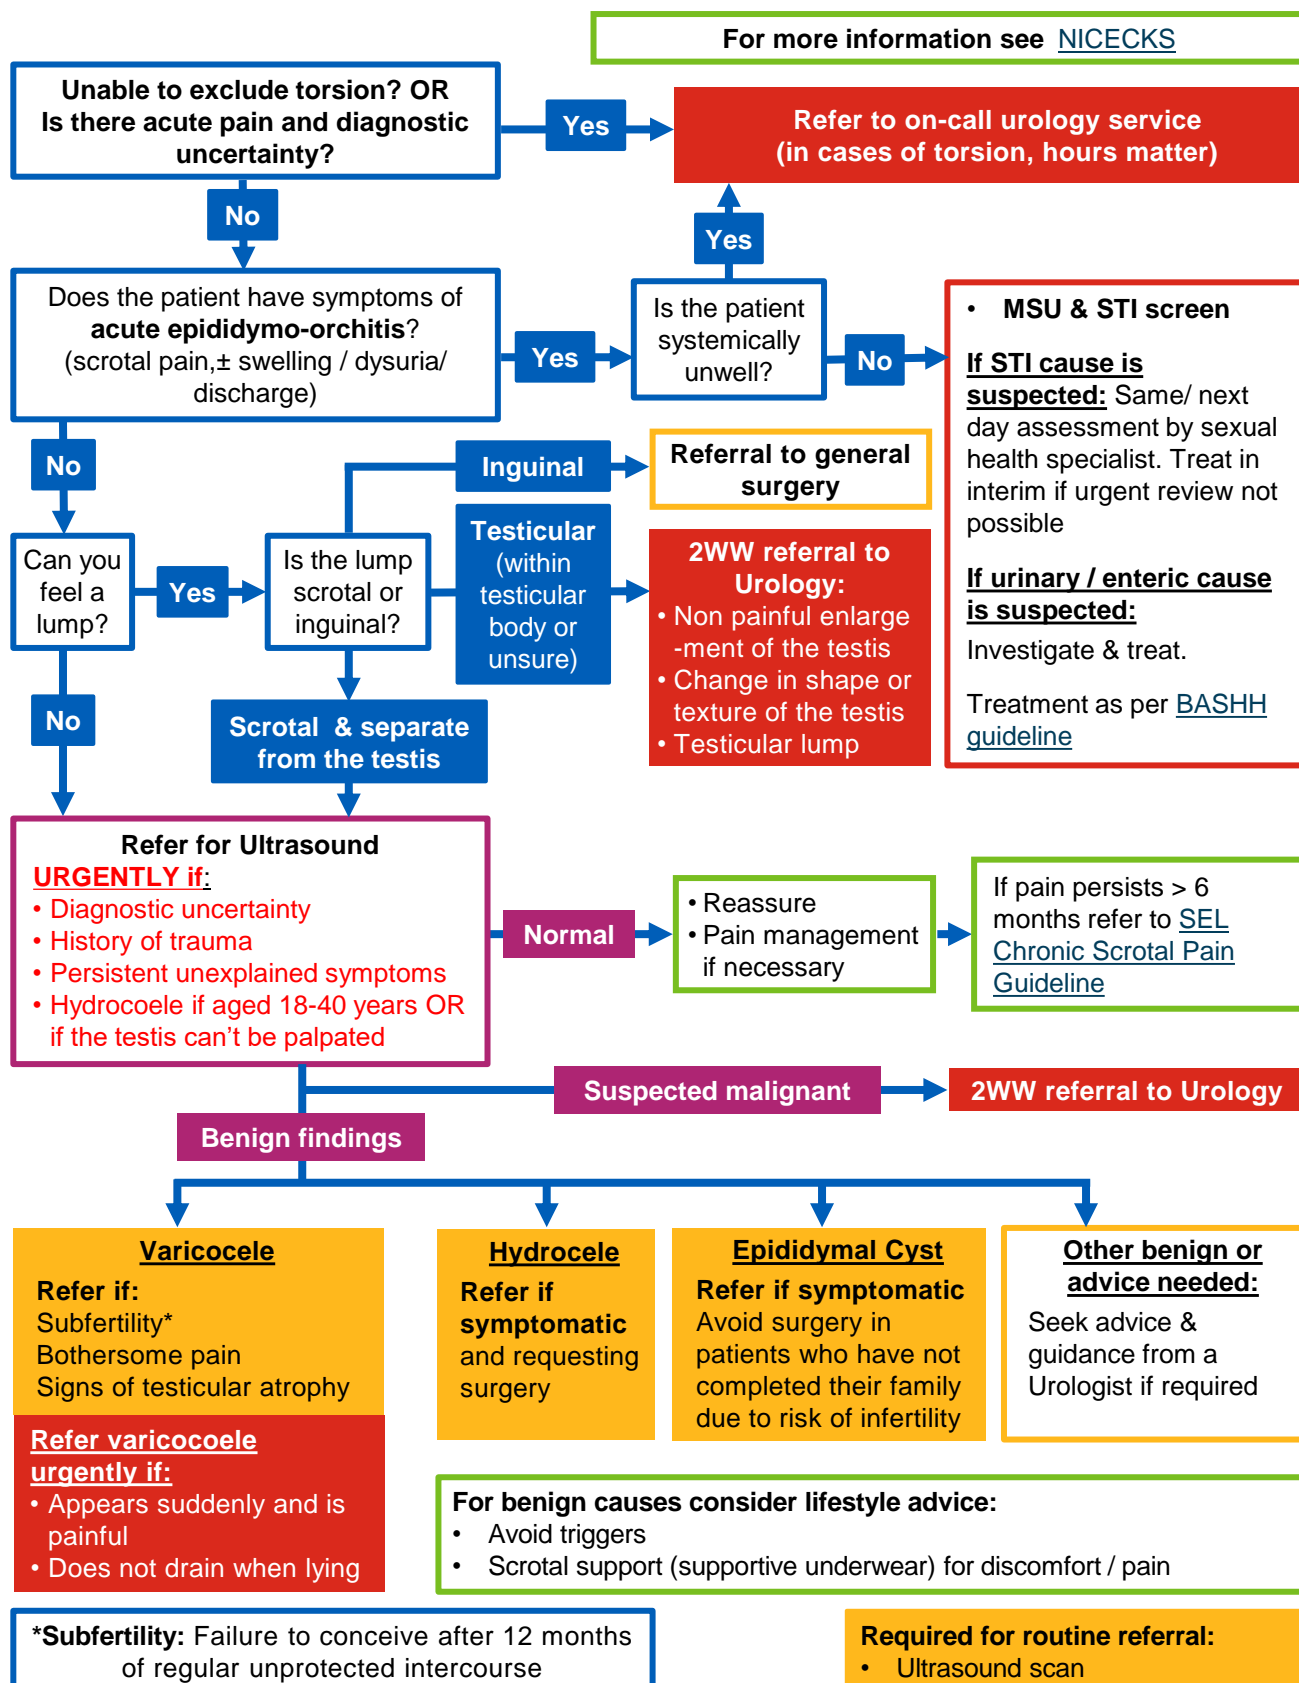 For more information see NICECKS
Unable to exclude torsion? OR
Is there acute pain and diagnostic
uncertainty?
Yes
Refer to on-call urology service
(in cases of torsion, hours matter)
No
Yes
Does the patient have symptoms of
acute epididymo-orchitis?
(scrotal pain,± swelling / dysuria/
discharge)
Yes
Is the patient
systemically
unwell?
No
• MSU & STI screen
If STI cause is
suspected: Same/ next
day assessment by sexual
health specialist. Treat in
interim if urgent review not
possible
If urinary / enteric cause
is suspected:
Investigate & treat.
Treatment as per BASHH
guideline
No
Inguinal
Referral to general
surgery
Can you
feel a
lump?
Yes
Is the lump
scrotal or
inguinal?
Testicular
(within
testicular
body or
unsure)
2WW referral to
Urology:
• Non painful enlarge
-ment of the testis
• Change in shape or
texture of the testis
• Testicular lump
No
Scrotal & separate
from the testis
Refer for Ultrasound
URGENTLY if:
• Diagnostic uncertainty
• History of trauma
• Persistent unexplained symptoms
• Hydrocoele if aged 18-40 years OR
if the testis can't be palpated
Normal
• Reassure
• Pain management
if necessary
If pain persists > 6
months refer to SEL
Chronic Scrotal Pain
Guideline
Suspected malignant
2WW referral to Urology
Benign findings
Varicocele
Refer if:
Subfertility*
Bothersome pain
Signs of testicular atrophy
Refer varicocoele
urgently if:
• Appears suddenly and is
painful
• Does not drain when lying
Hydrocele
Refer if
symptomatic
and requesting
surgery
Epididymal Cyst
Refer if symptomatic
Avoid surgery in
patients who have not
completed their family
due to risk of infertility
Other benign or
advice needed:
Seek advice &
guidance from a
Urologist if required
For benign causes consider lifestyle advice:
• Avoid triggers
• Scrotal support (supportive underwear) for discomfort / pain
*Subfertility: Failure to conceive after 12 months
of regular unprotected intercourse
Required for routine referral:
• Ultrasound scan